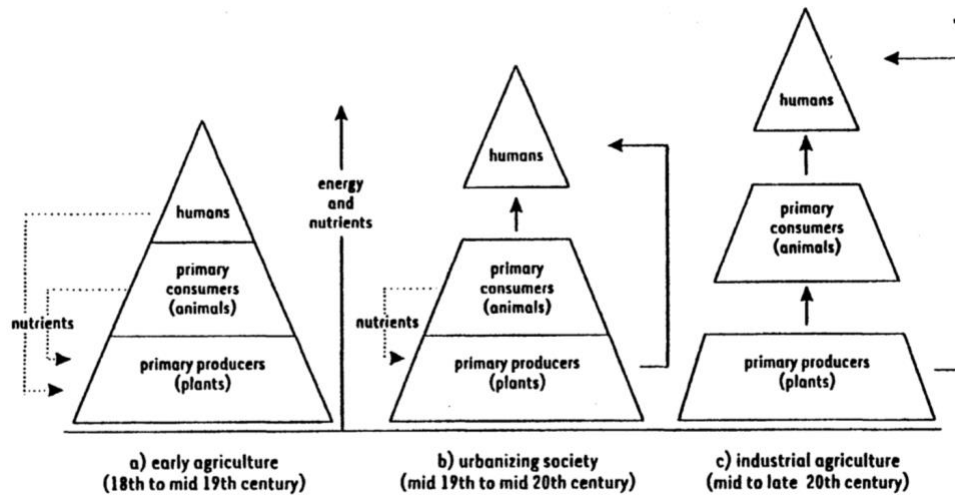 humans
primary
consumers
(animals)
primary producers
(plants)
nutrients
energy
and
nutrients
a) early agriculture
(18th to mid 19th century)
humans
primary
consumers
(animals)
primary producers
(plants)
nutrients
b) urbanizing society
(mid 19th to mid 20th century)
humans
primary
consumers
(animals)
primary producers
(plants)
c) industrial agriculture
(mid to late 20th century)